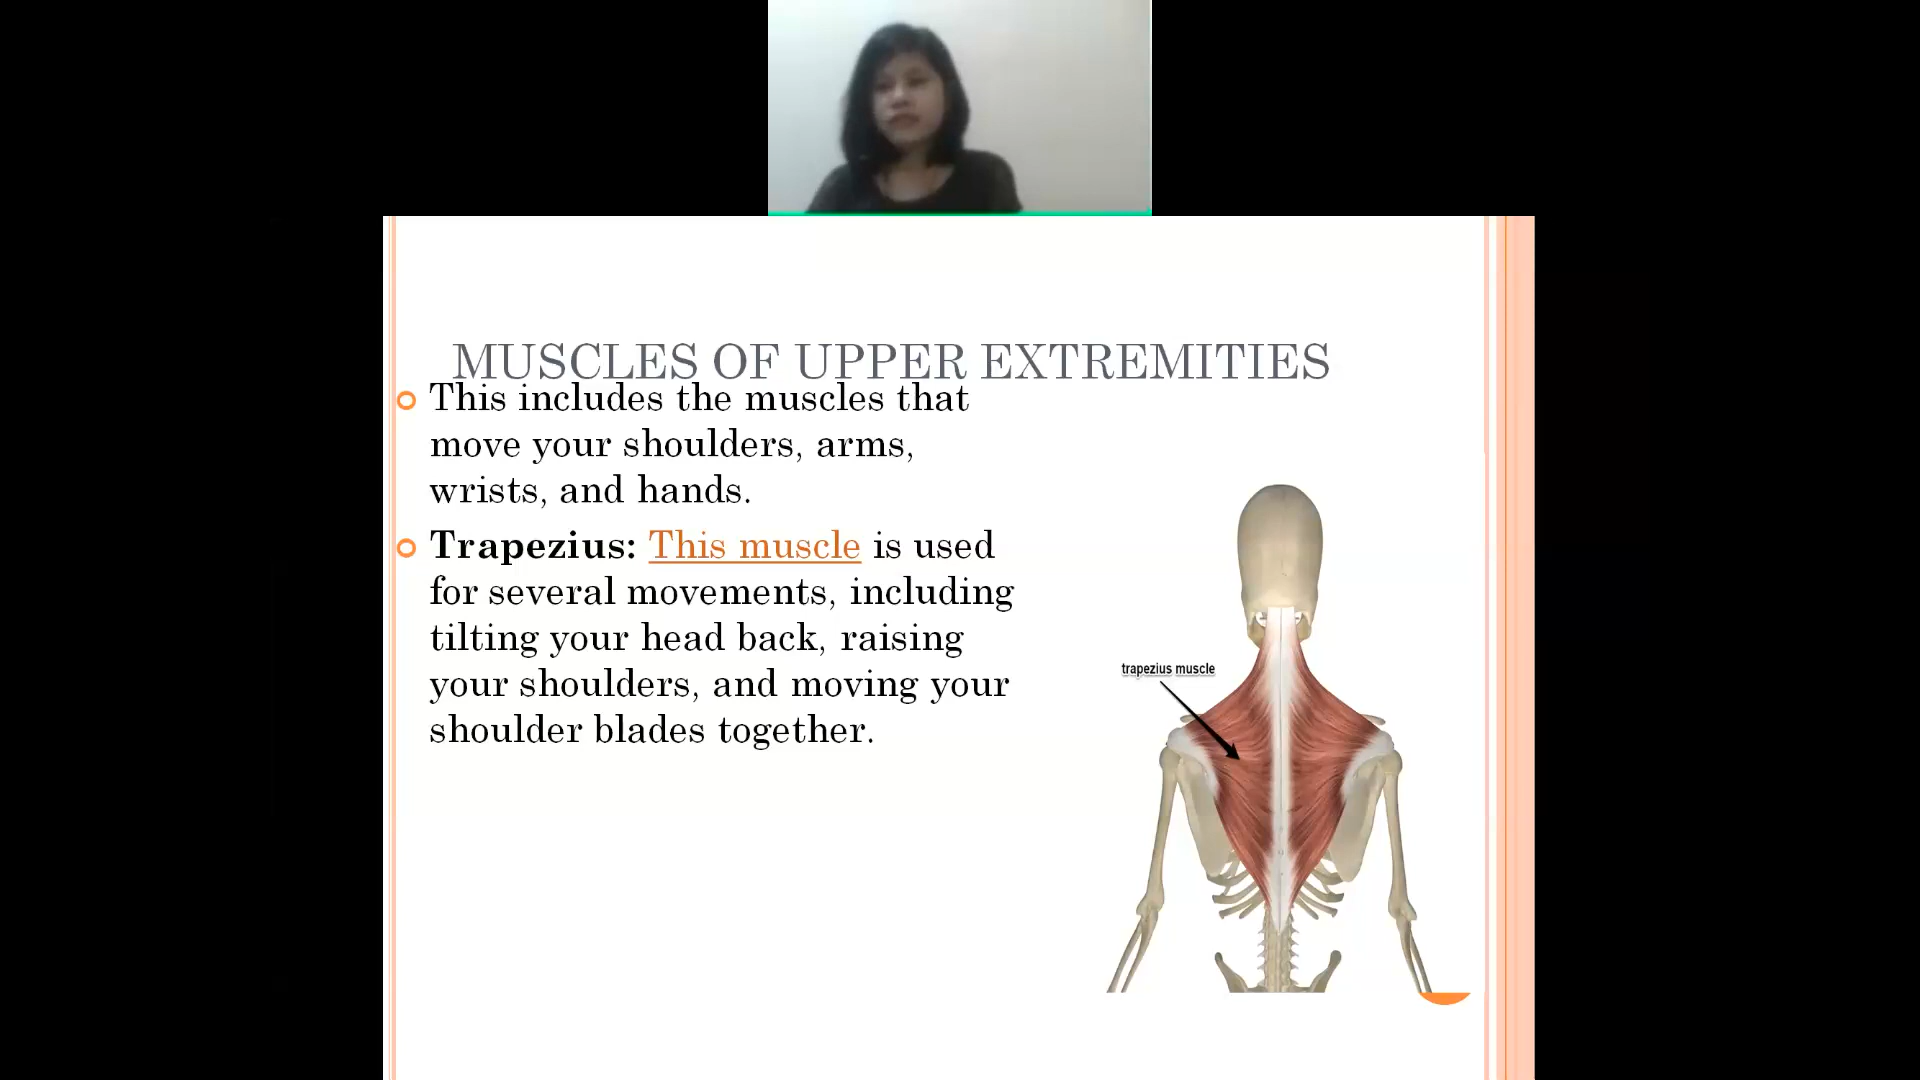 MUSCLES OF UPPER EXTREMITIES
This includes the muscles that
move your shoulders, arms,
wrists, and hands.
Trapezius: This muscle is used
for several movements, including
tilting your head back, raising
your shoulders, and moving your
shoulder blades together.
trapezius muscle